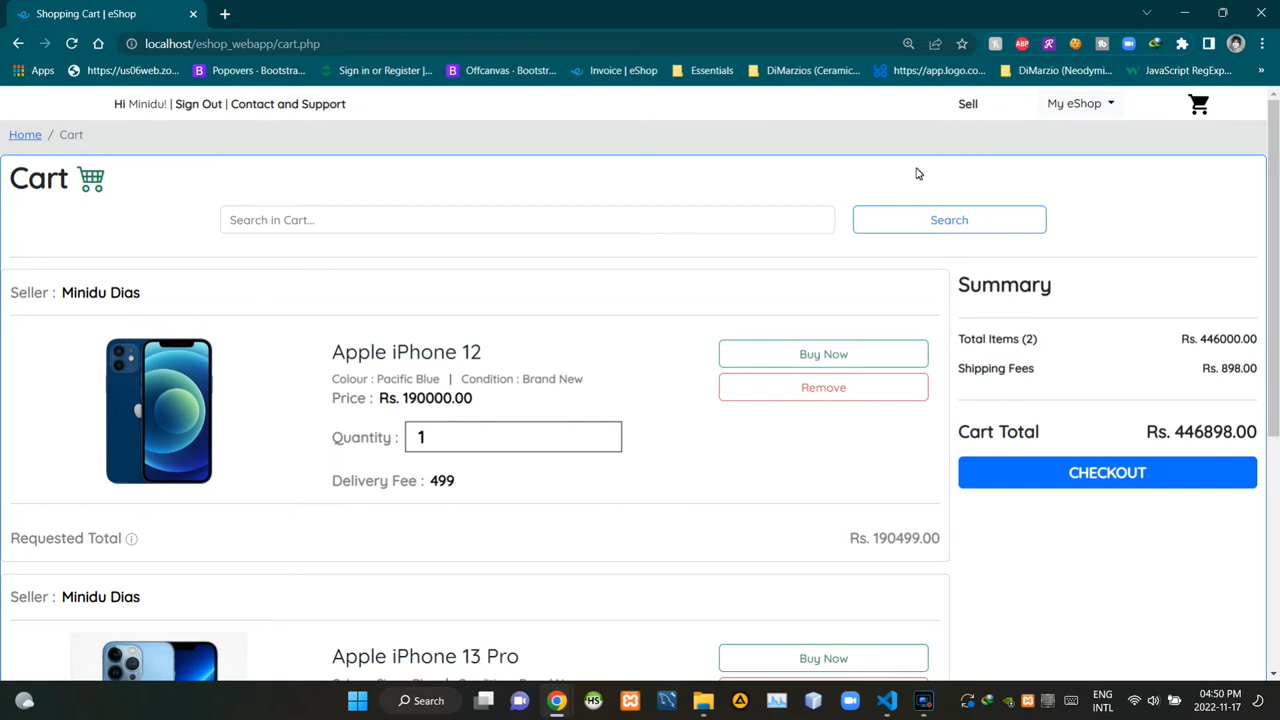 Shopping Cart | eShop
localhost/eshop_webapp/cart.php
Apps https://us06web.zo... Popovers · Bootstra... Sign in or Register |... Offcanvas · Bootstr... Invoice | eShop Essentials DiMarzios (Ceramic... https://app.logo.co... DiMarzio (Neodymi... JavaScript RegExp... »
Hi Minidu! | Sign Out | Contact and Support Sell My eShop
Home / Cart
Cart
Search in Cart... Search
Seller : Minidu Dias
Summary
Apple iPhone 12 Buy Now
Total Items (2) Rs. 446000.00
Colour : Pacific Blue | Condition : Brand New
Shipping Fees Rs. 898.00
Remove
Price : Rs. 190000.00
Cart Total Rs. 446898.00
Quantity : 1
CHECKOUT
Delivery Fee : 499
Requested Total Rs. 190499.00
Seller : Minidu Dias
Apple iPhone 13 Pro Buy Now
Search ENG 04:50 PM
INTL 2022-11-17